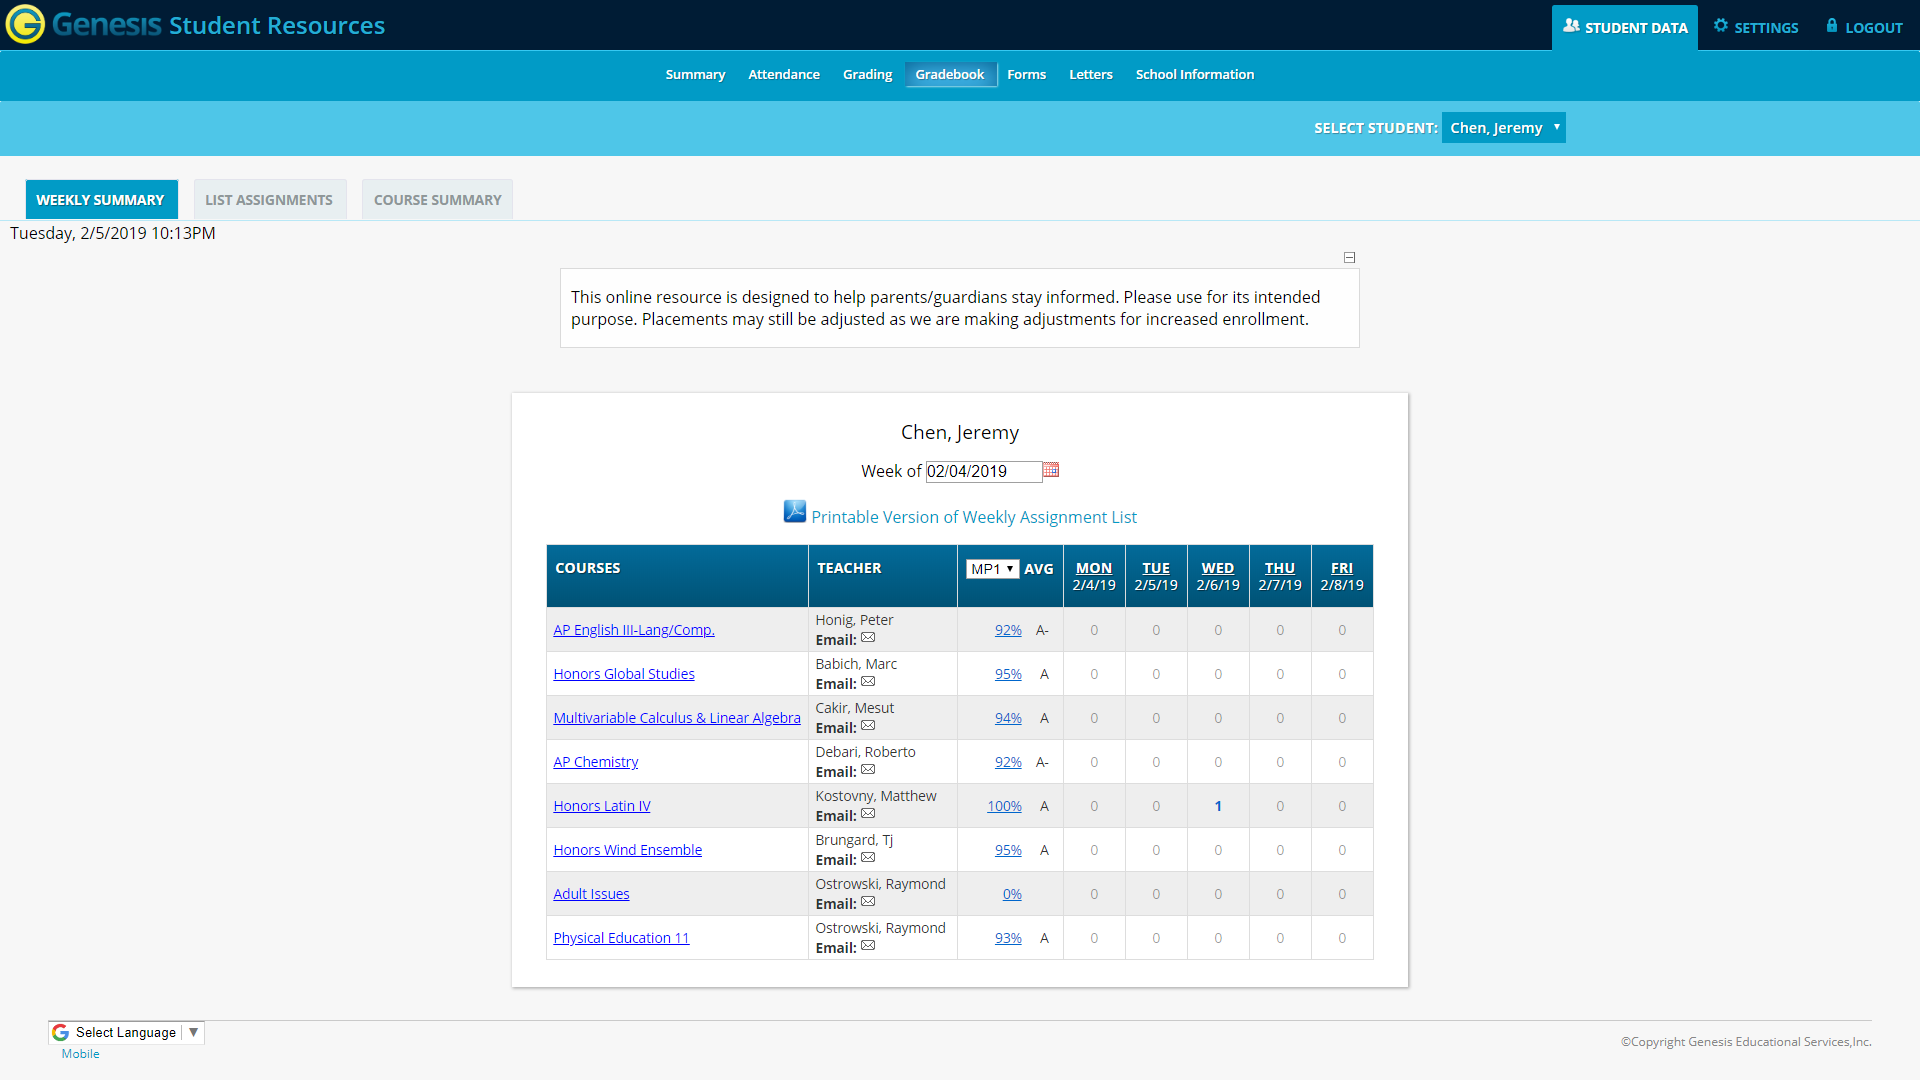 Genesis Student Resources
STUDENT DATA
SETTINGS
LOGOUT
Summary Attendance Grading Gradebook Forms Letters School Information
SELECT STUDENT: Chen, Jeremy ▼
WEEKLY SUMMARY
LIST ASSIGNMENTS
COURSE SUMMARY
Tuesday, 2/5/2019 10:13PM
This online resource is designed to help parents/guardians stay informed. Please use for its intended
purpose. Placements may still be adjusted as we are making adjustments for increased enrollment.
Chen, Jeremy
Week of 02/04/2019
Printable Version of Weekly Assignment List
COURSES TEACHER MP1 ▼ AVG MON TUE WED THU FRI
2/4/19 2/5/19 2/6/19 2/7/19 2/8/19
AP English III-Lang/Comp. Honig, Peter 92% A- 0 0 0 0 0
Email:
Honors Global Studies Babich, Marc 95% A 0 0 0 0 0
Email:
Multivariable Calculus & Linear Algebra Cakir, Mesut 94% A 0 0 0 0 0
Email:
AP Chemistry Debari, Roberto 92% A- 0 0 0 0 0
Email:
Honors Latin IV Kostovny, Matthew 100% A 0 0 1 0 0
Email:
Honors Wind Ensemble Brungard, Tj 95% A 0 0 0 0 0
Email:
Adult Issues Ostrowski, Raymond 0% 0 0 0 0 0
Email:
Physical Education 11 Ostrowski, Raymond 93% A 0 0 0 0 0
Email:
Select Language ▼
Mobile
©Copyright Genesis Educational Services,Inc.